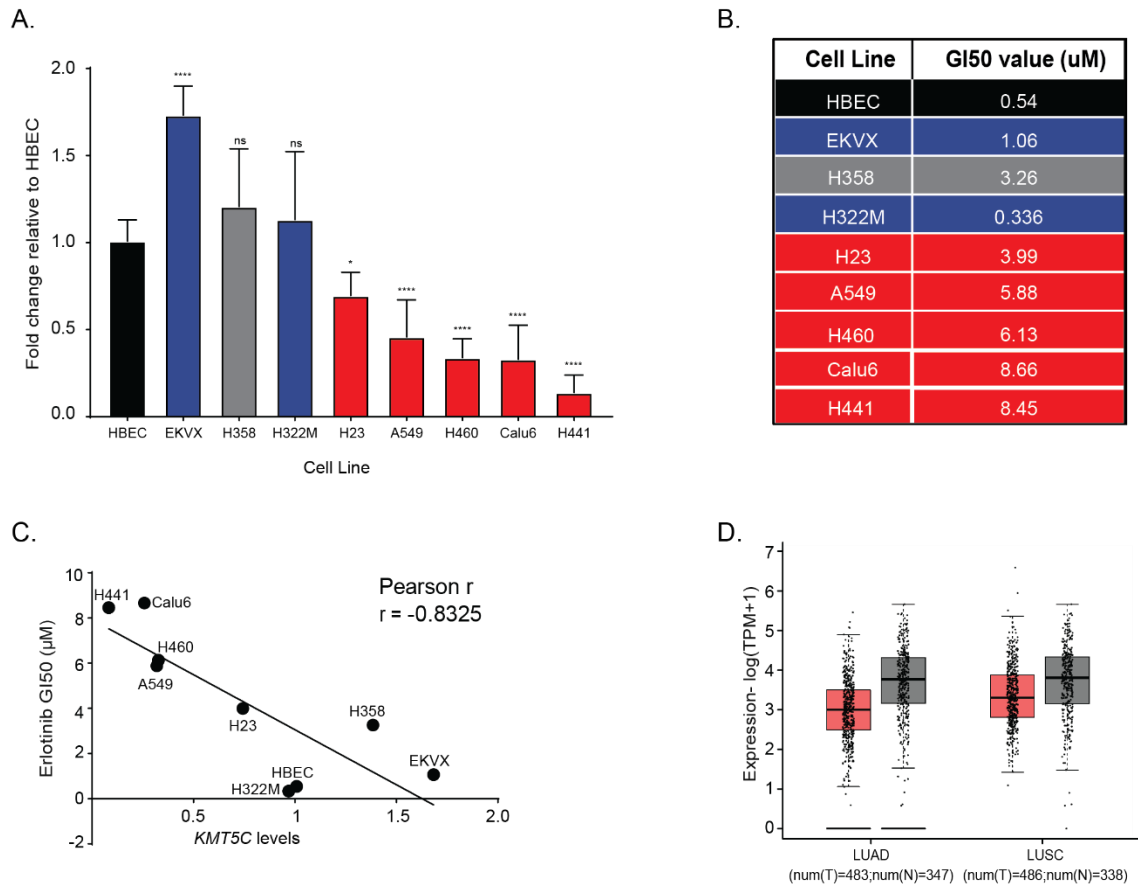 A.
Fold change relative to HBEC
2.0
1.5
1.0
0.5
0.0
****
ns
ns
*
****
****
****
****
HBEC EKVX H358 H322M H23 A549 H460 Calu6 H441
Cell Line
B.
Cell Line GI50 value (uM)
HBEC 0.54
EKVX 1.06
H358 3.26
H322M 0.336
H23 3.99
A549 5.88
H460 6.13
Calu6 8.66
H441 8.45
C.
Erlotinib GI50 (µM)
10
8
6
4
2
0
-2
H441
Calu6
H460
A549
H23
H358
HBEC
H322M
EKVX
Pearson r
r = -0.8325
0.5 1 1.5 2.0
KMT5C levels
D.
Expression- log(TPM+1)
7
6
5
4
3
2
1
0
LUAD LUSC
(num(T)=483;num(N)=347) (num(T)=486;num(N)=338)